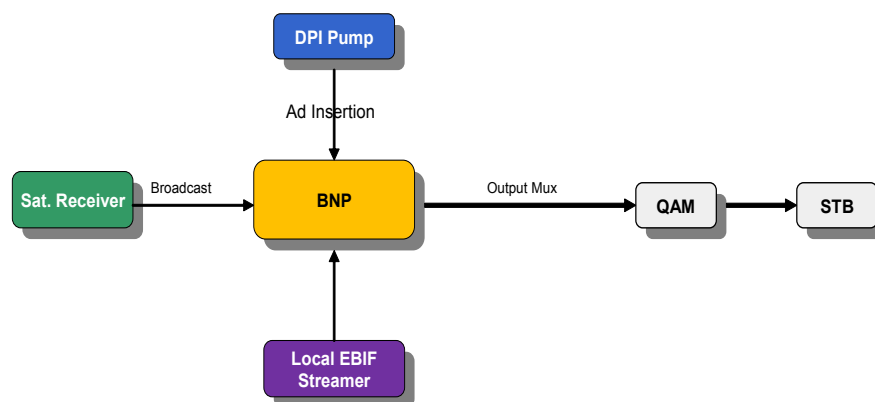 DPI Pump
Ad Insertion
Sat. Receiver
Broadcast
BNP
Output Mux
QAM
STB
Local EBIF
Streamer